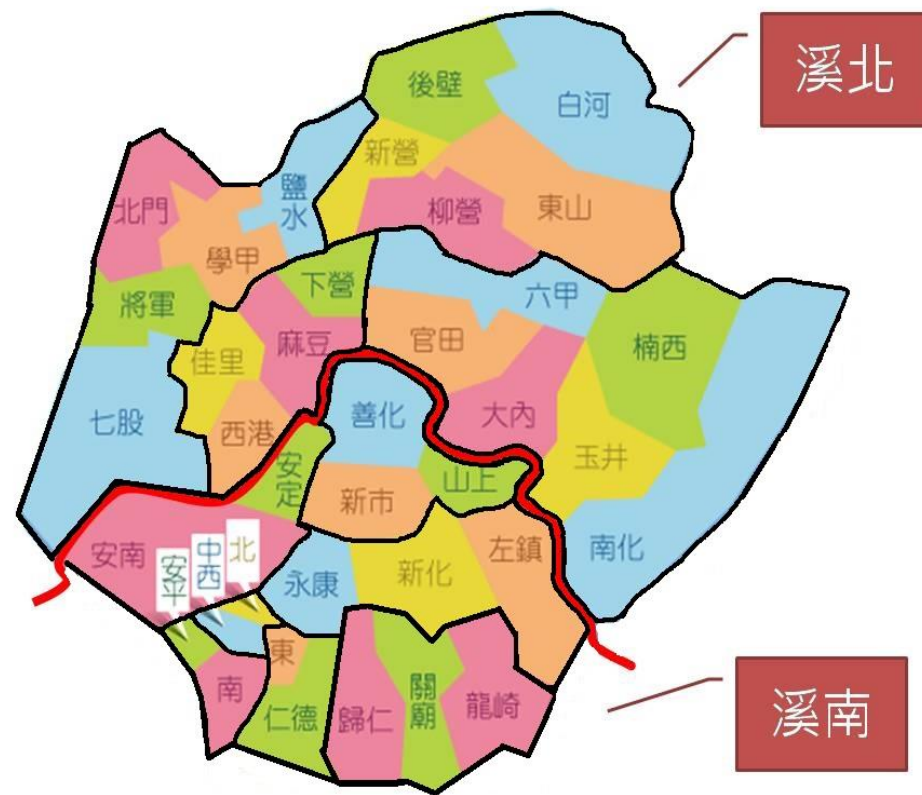 溪北
後壁
白河
新營
鹽水
北門
柳營
東山
學甲
下營
六甲
將軍
麻豆
官田
楠西
佳里
七股
西港
善化
大內
玉井
安定
新市
山上
安南
安平
中西
北
永康
新化
左鎮
南化
東
南
仁德
歸仁
關廟
龍崎
溪南